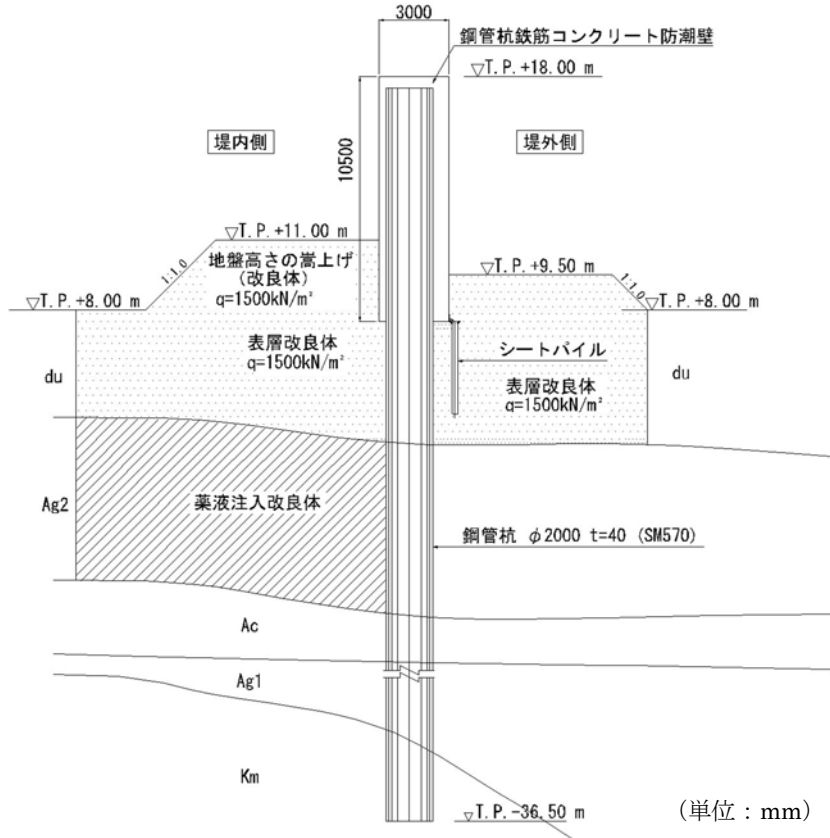 3000
鋼管杭鉄筋コンクリート防潮壁
▽T.P.+18.00 m
堤内側
堤外側
10500
▽T.P.+11.00 m
1:1.0
地盤高さの嵩上げ
(改良体)
q=1500kN/m²
▽T.P.+9.50 m
1:1.0
▽T.P.+8.00 m
▽T.P.+8.00 m
表層改良体
q=1500kN/m²
シートパイル
du
表層改良体
q=1500kN/m²
du
薬液注入改良体
Ag2
鋼管杭 φ2000 t=40 (SM570)
Ac
Ag1
Km
▽T.P.-36.50 m
(単位:mm)